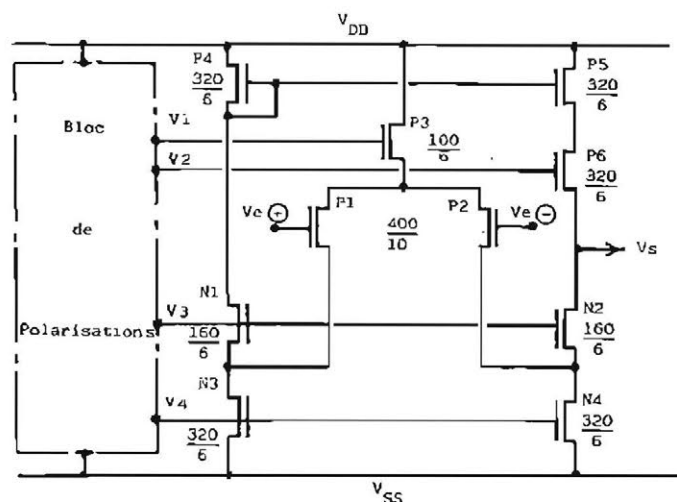 V_DD
P4
320
6
P5
320
6
Bloc
V1
P3
100
6
V2
P6
320
6
Ve +
P1
P2
Ve −
de
400
10
Vs
N1
V3
N2
Polarisations
160
6
160
6
N3
V4
N4
320
6
320
6
V_SS